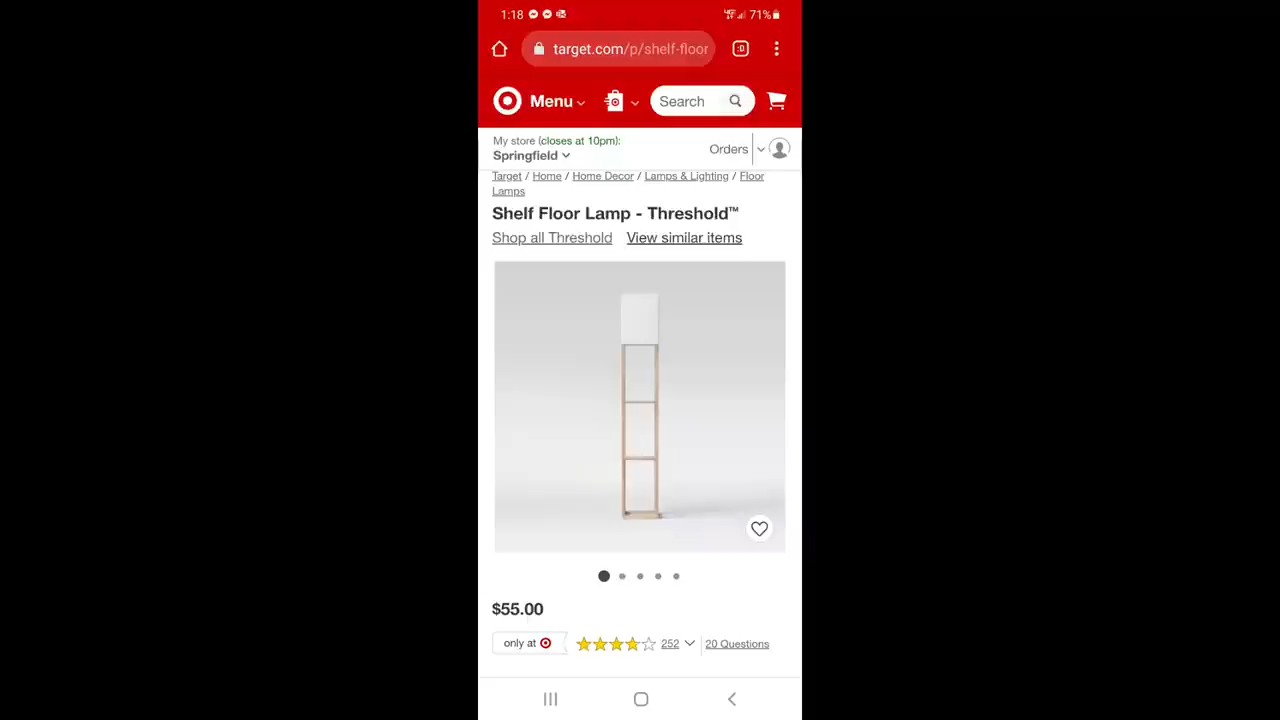 1:18
71%
target.com/p/shelf-floor
:D
Menu
Search
My store (closes at 10pm):
Springfield
Orders
Target / Home / Home Decor / Lamps & Lighting / Floor
Lamps
Shelf Floor Lamp - Threshold™
Shop all Threshold View similar items
$55.00
only at
252
20 Questions